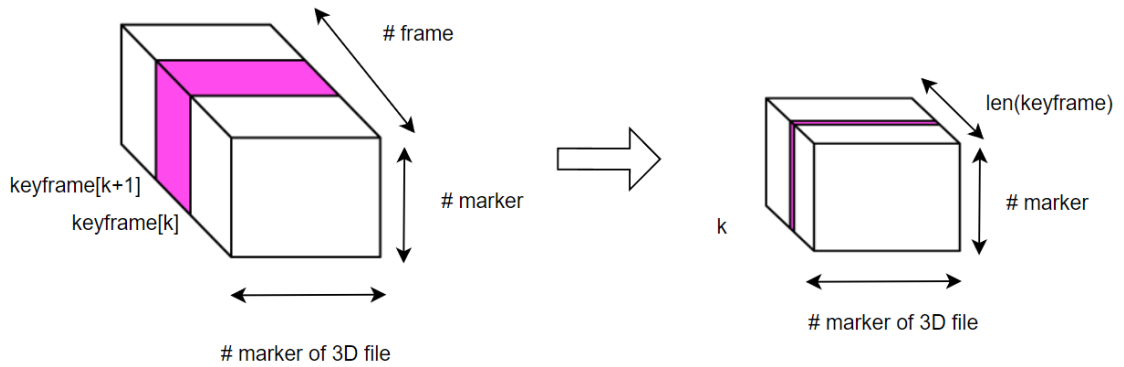 # frame
keyframe[k+1]
keyframe[k]
# marker
# marker of 3D file
len(keyframe)
k
# marker
# marker of 3D file